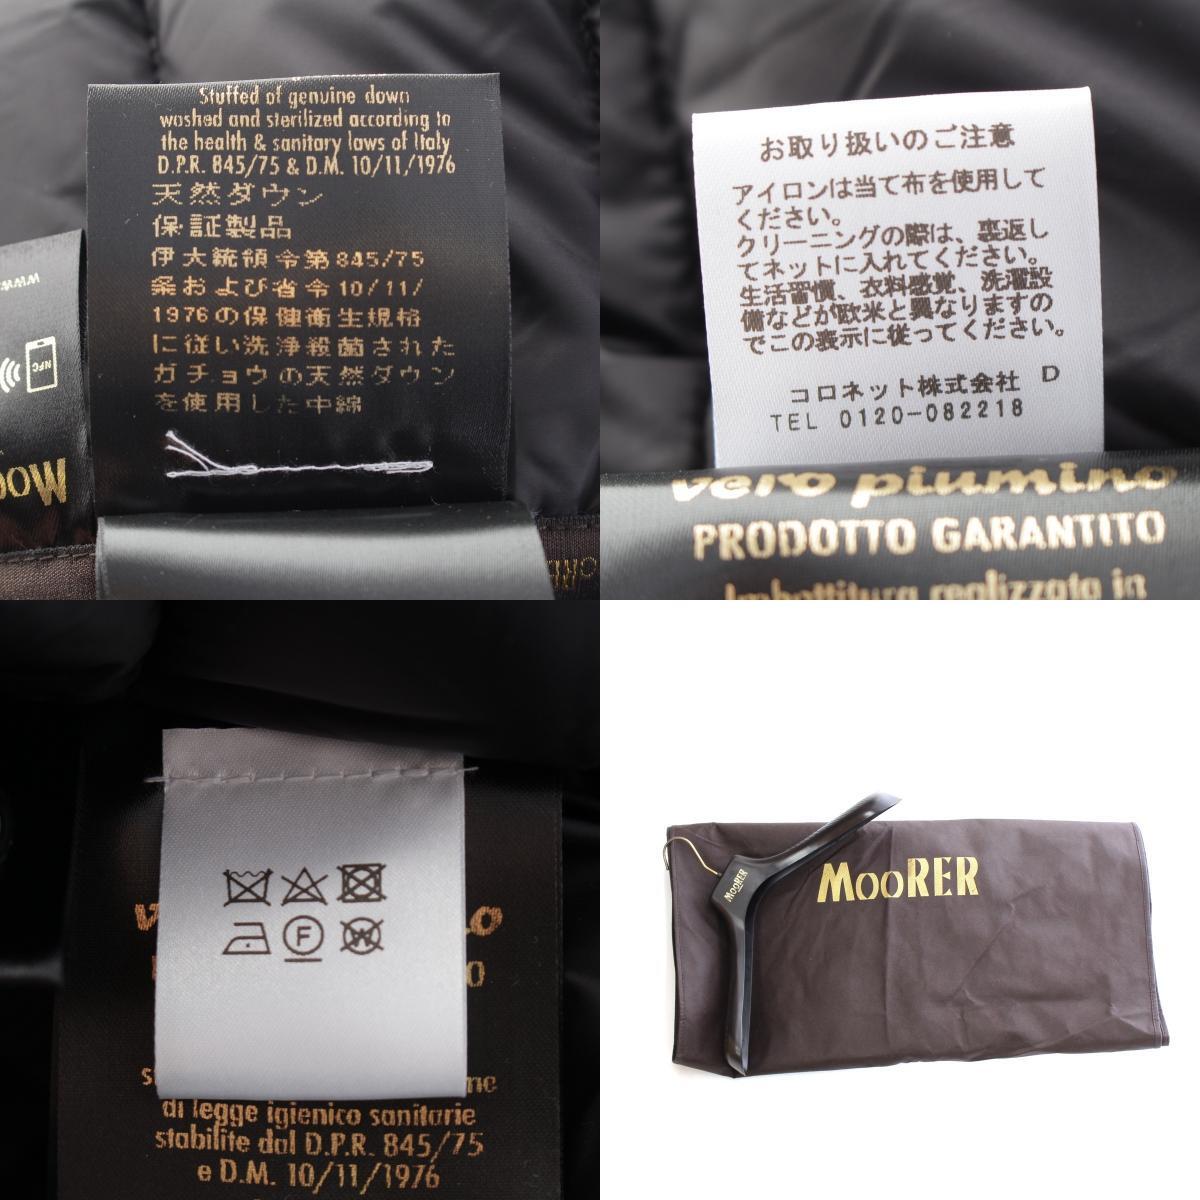 Stuffed of genuine down
washed and sterilized according to
the health & sanitary laws of Italy
D.P.R. 845/75 & D.M. 10/11/1976
天然ダウン
保証製品
伊大統領令第845/75
条および省令10/11/
1976の保健衛生規格
に従い洗浄殺菌された
ガチョウの天然ダウン
を使用した中綿
www.
NFC
Moo
お取り扱いのご注意
アイロンは当て布を使用して
ください。
クリーニングの際は、裏返し
てネットに入れてください。
生活習慣、衣料感覚、洗濯設
備などが欧米と異なりますの
でこの表示に従ってください。
コロネット株式会社 D
TEL 0120-082218
vero piumino
PRODOTTO GARANTITO
Imbottitura realizzata in
F
W
di legge igienico sanitarie
stabilite dal D.P.R. 845/75
e D.M. 10/11/1976
MooRER
MooRER